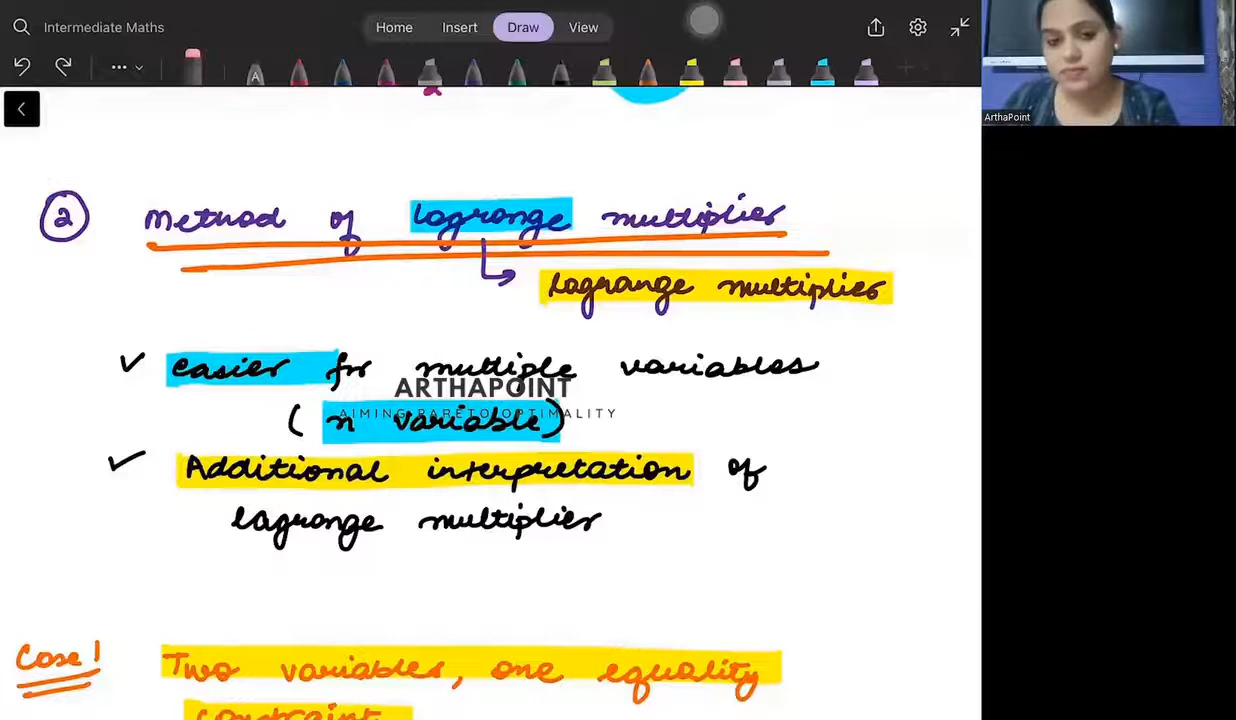 Intermediate Maths
Home Insert Draw View
A
ArthaPoint
2 Method of lagrange multiplier
lagrange multiplier
✓ easier for multiple variables
ARTHAPOINT
AIMING PARETO OPTIMALITY
(n variable)
✓ Additional interpretation of
lagrange multiplier
Case 1 Two variables, one equality
constraint